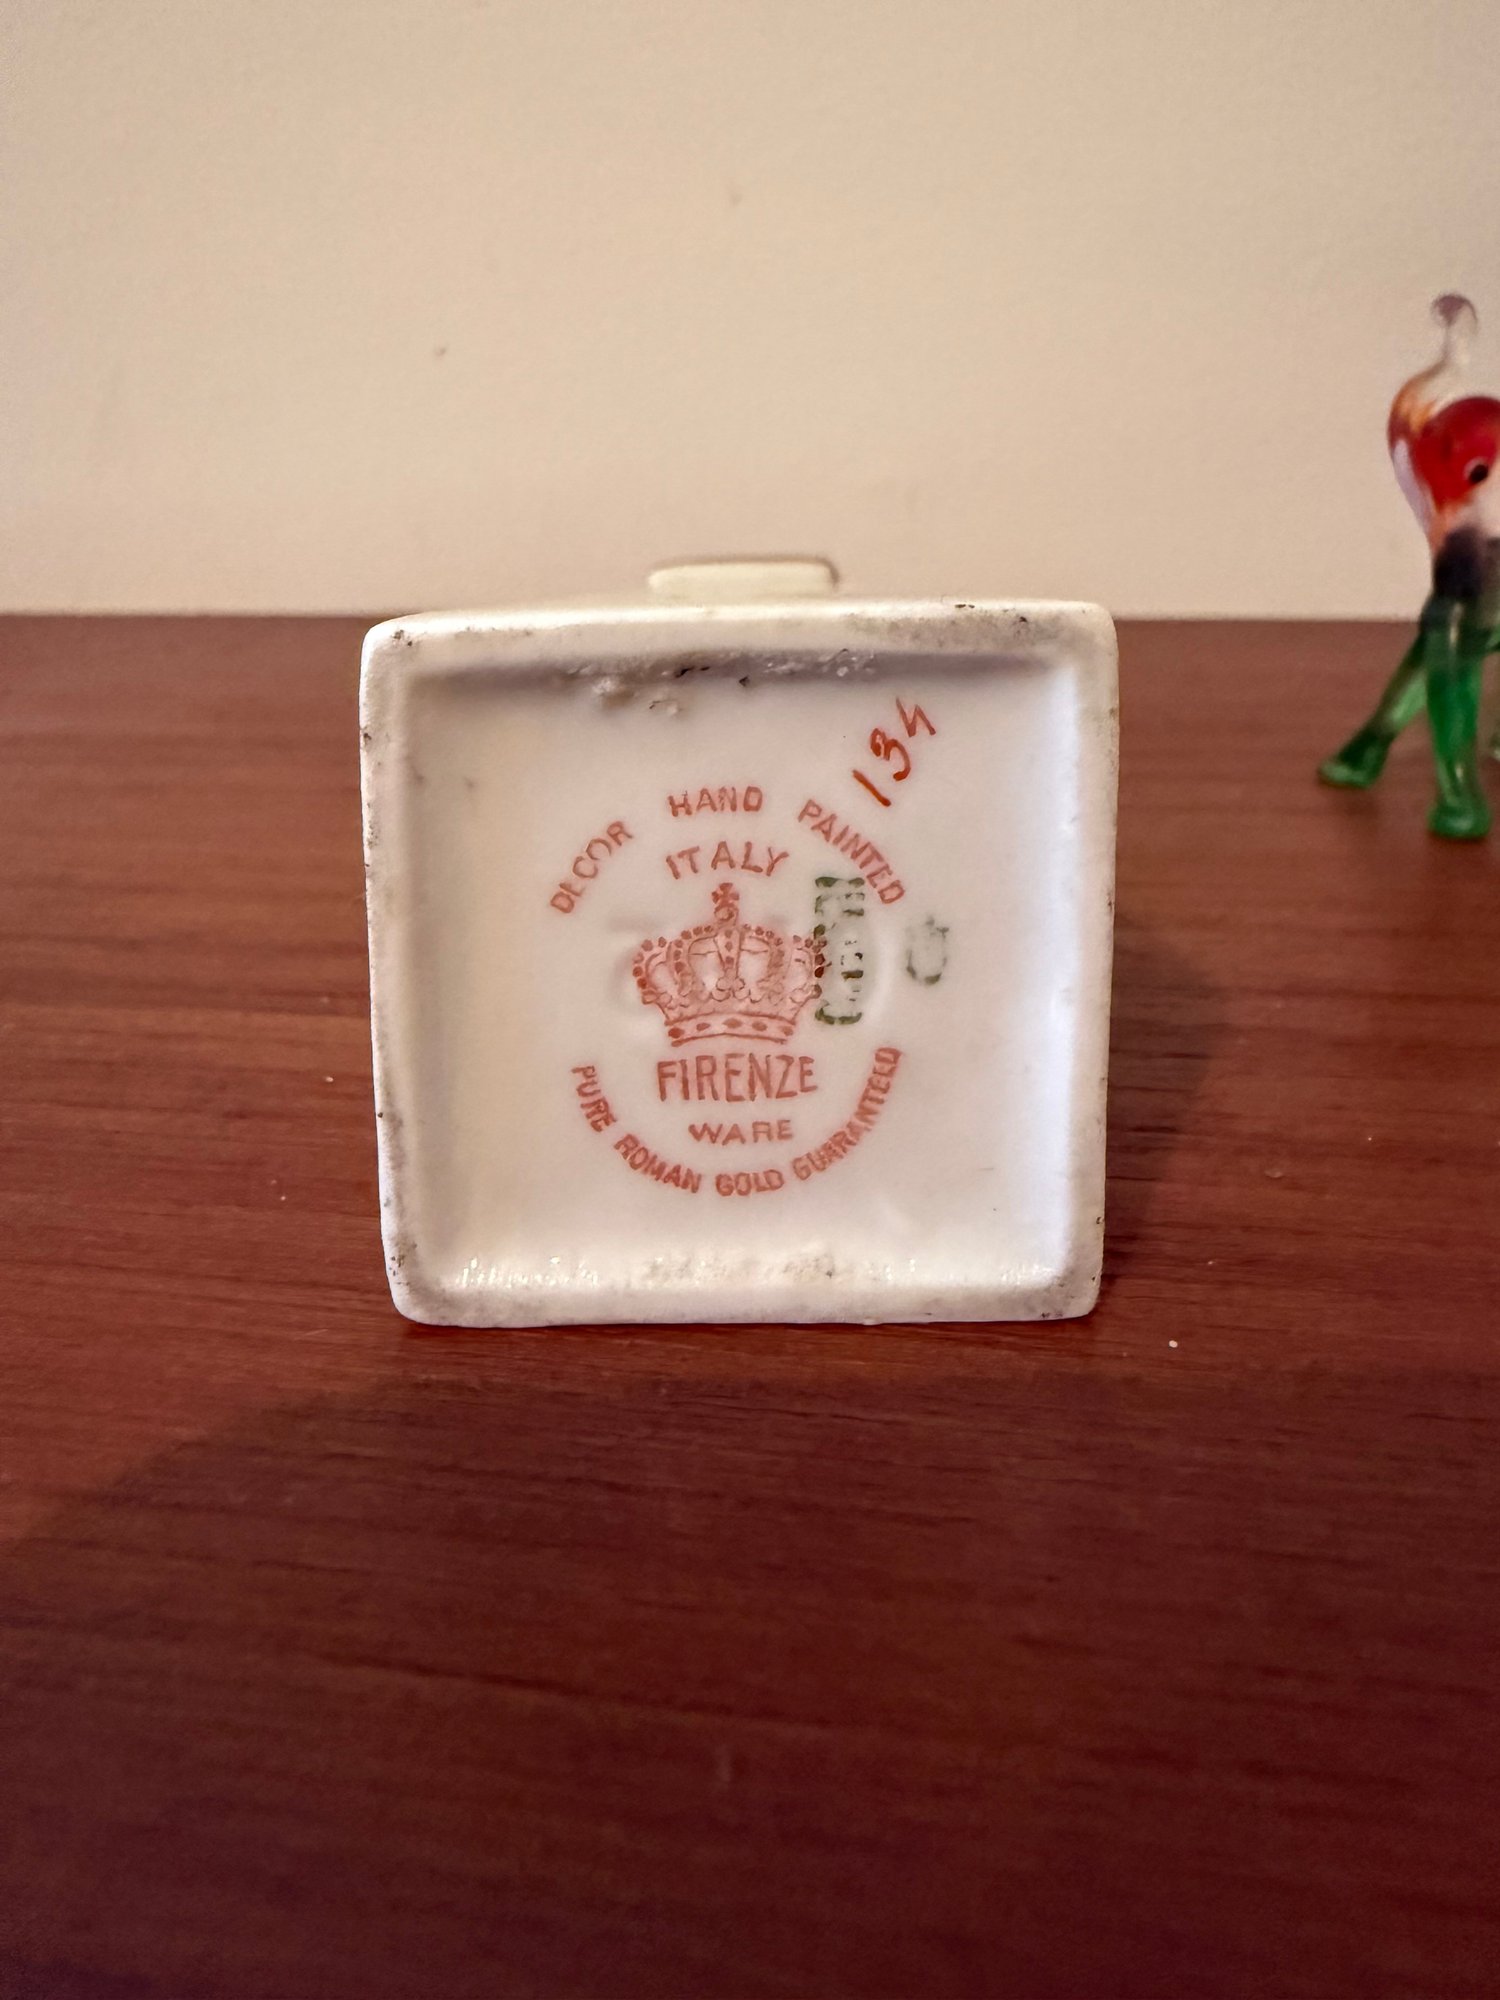 134
DECOR HAND PAINTED
ITALY
FIRENZE
WARE
PURE ROMAN GOLD GUARANTEED